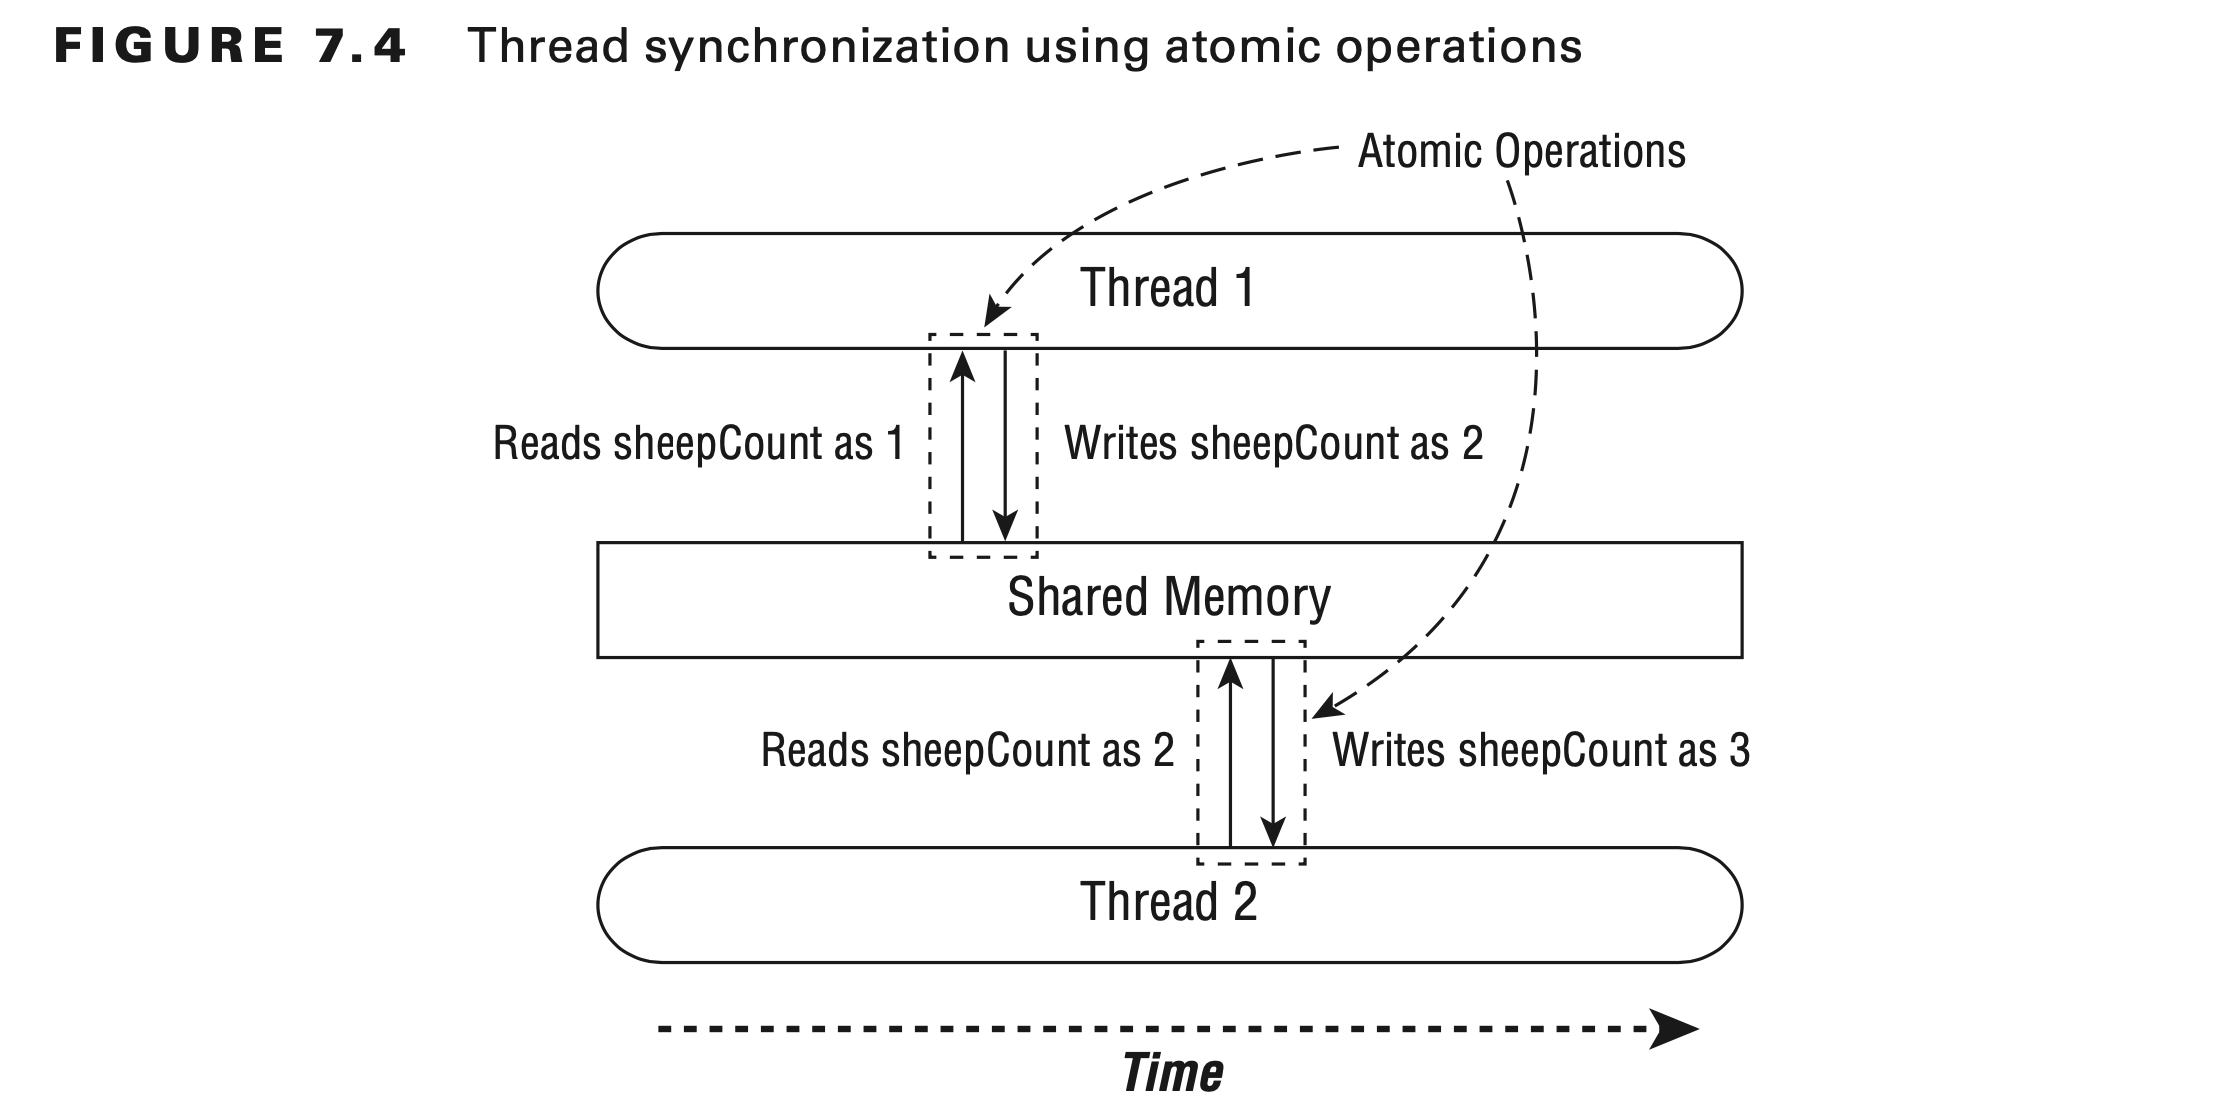 FIGURE 7.4 Thread synchronization using atomic operations
Atomic Operations
Thread 1
Reads sheepCount as 1
Writes sheepCount as 2
Shared Memory
Reads sheepCount as 2
Writes sheepCount as 3
Thread 2
Time